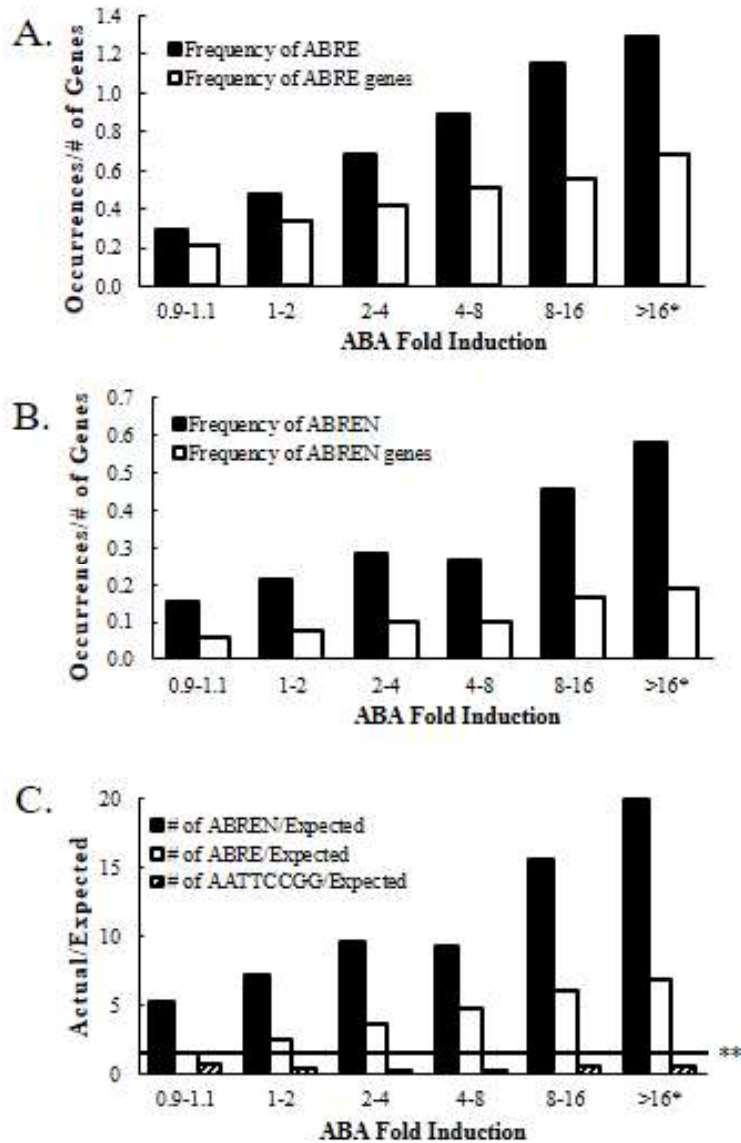 A.
Occurrences/# of Genes
1.4
1.2
1.0
0.8
0.6
0.4
0.2
0.0
Frequency of ABRE
Frequency of ABRE genes
0.9-1.1 1-2 2-4 4-8 8-16 >16*
ABA Fold Induction
B.
Occurrences/# of Genes
0.7
0.6
0.5
0.4
0.3
0.2
0.1
0.0
Frequency of ABREN
Frequency of ABREN genes
0.9-1.1 1-2 2-4 4-8 8-16 >16*
ABA Fold Induction
C.
Actual/Expected
20
15
10
5
0
# of ABREN/Expected
# of ABRE/Expected
# of AATTCCGG/Expected
**
0.9-1.1 1-2 2-4 4-8 8-16 >16*
ABA Fold Induction